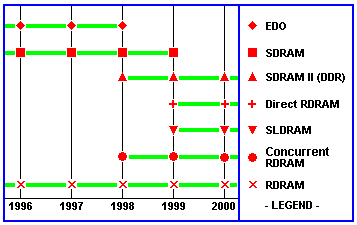 EDO
SDRAM
SDRAM II (DDR)
Direct RDRAM
SLDRAM
Concurrent
RDRAM
RDRAM
1996 1997 1998 1999 2000
- LEGEND -